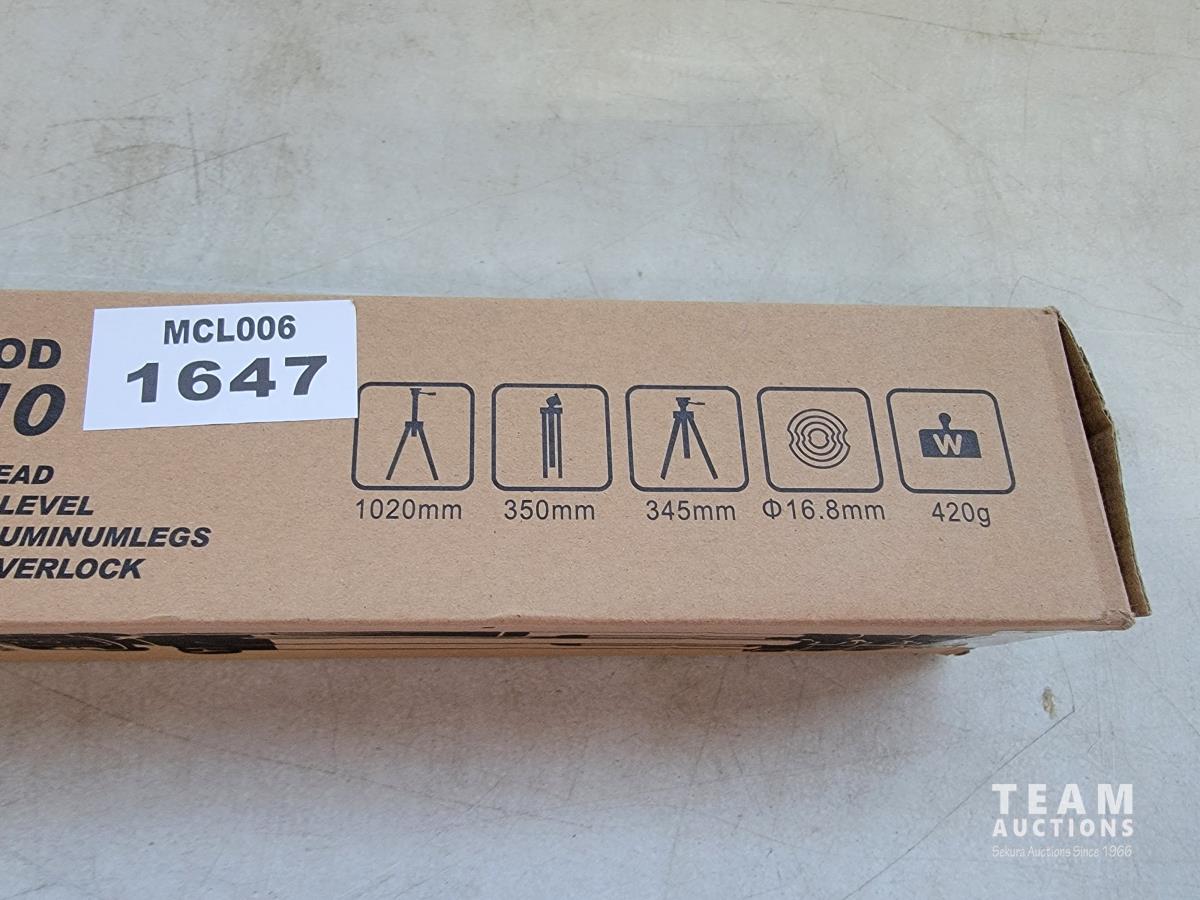 MCL006
1647
OD
10
EAD
LEVEL
UMINUMLEGS
VERLOCK
1020mm
350mm
345mm
Φ16.8mm
W
420g
TEAM
AUCTIONS
Sekura Auctions Since 1966